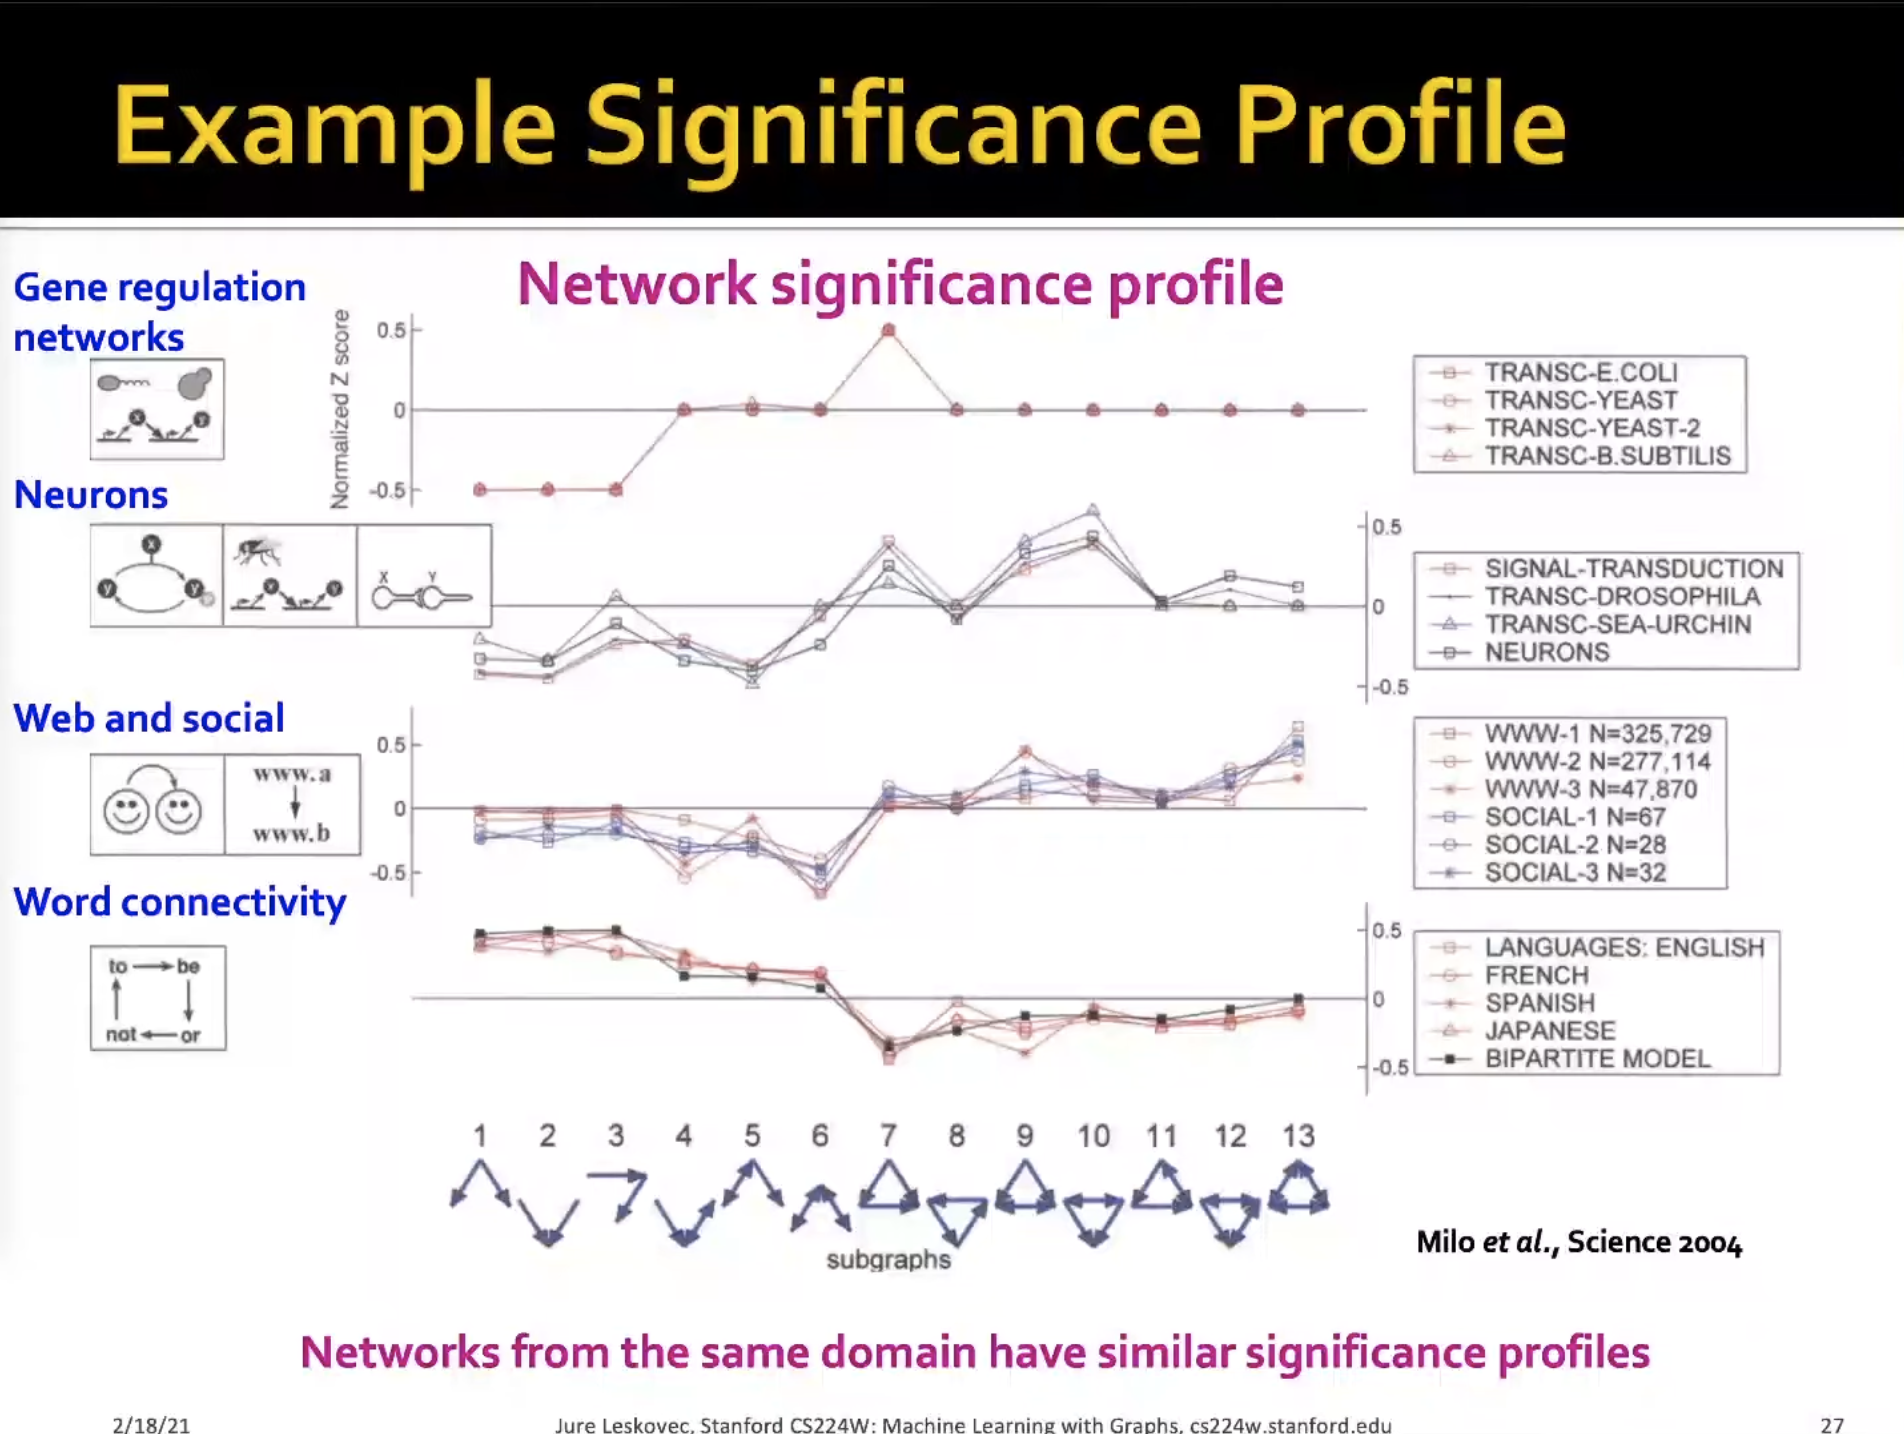 Example Significance Profile
Network significance profile
Gene regulation
networks
Normalized Z score
0.5
0
-0.5
TRANSC-E.COLI
TRANSC-YEAST
TRANSC-YEAST-2
TRANSC-B.SUBTILIS
X
Y
Neurons
X
Y
Y
X
Y
X Y
0.5
0
-0.5
SIGNAL-TRANSDUCTION
TRANSC-DROSOPHILA
TRANSC-SEA-URCHIN
NEURONS
Web and social
www.a
www.b
0.5
0
-0.5
WWW-1 N=325,729
WWW-2 N=277,114
WWW-3 N=47,870
SOCIAL-1 N=67
SOCIAL-2 N=28
SOCIAL-3 N=32
Word connectivity
to be
not or
0.5
0
-0.5
LANGUAGES: ENGLISH
FRENCH
SPANISH
JAPANESE
BIPARTITE MODEL
1 2 3 4 5 6 7 8 9 10 11 12 13
subgraphs
Milo et al., Science 2004
Networks from the same domain have similar significance profiles
2/18/21
Jure Leskovec, Stanford CS224W: Machine Learning with Graphs, cs224w.stanford.edu
27